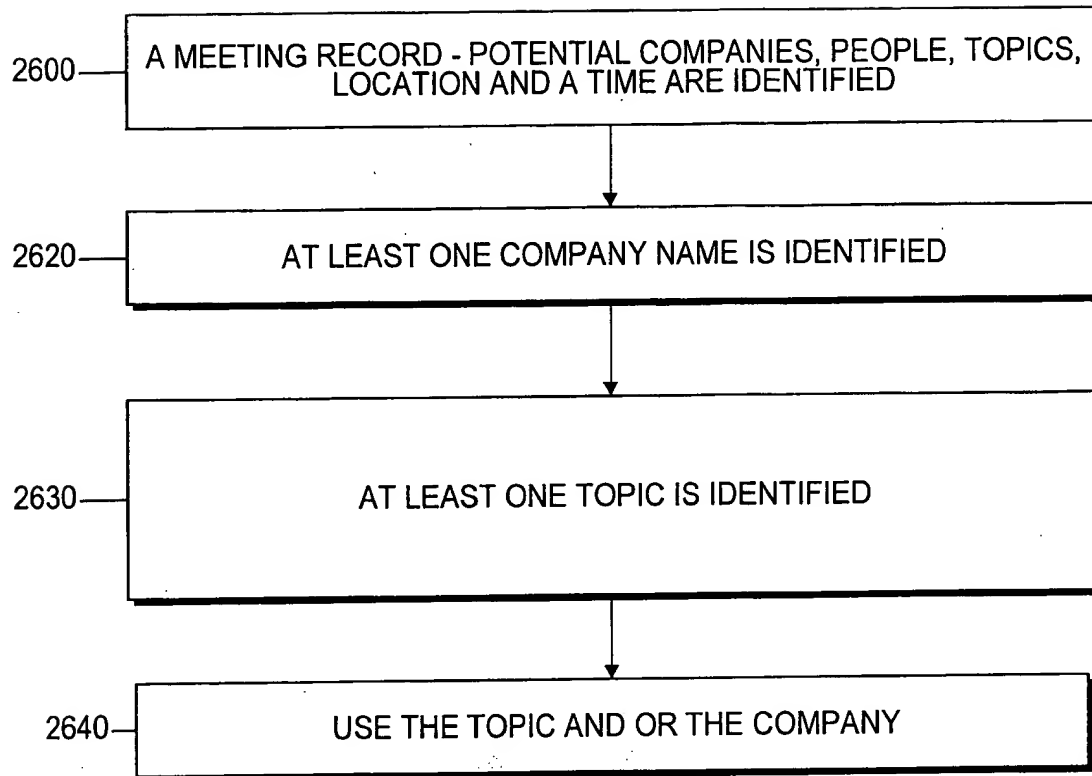 2600 A MEETING RECORD - POTENTIAL COMPANIES, PEOPLE, TOPICS,
LOCATION AND A TIME ARE IDENTIFIED
2620 AT LEAST ONE COMPANY NAME IS IDENTIFIED
2630 AT LEAST ONE TOPIC IS IDENTIFIED
2640 USE THE TOPIC AND OR THE COMPANY